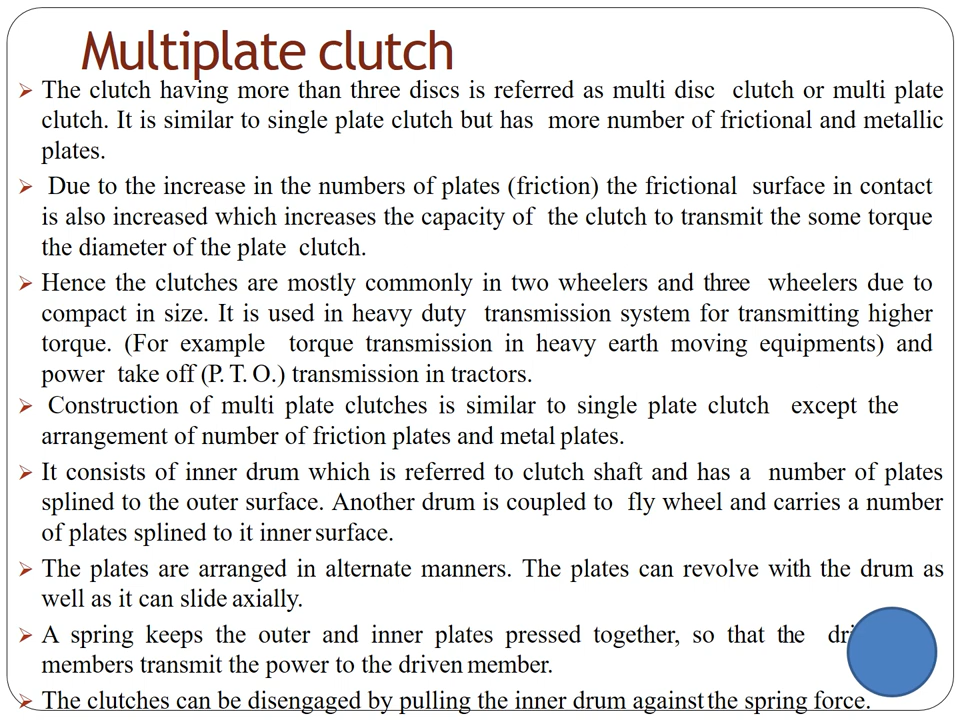 Multiplate clutch
➢ The clutch having more than three discs is referred as multi disc clutch or multi plate
clutch. It is similar to single plate clutch but has more number of frictional and metallic
plates.
➢ Due to the increase in the numbers of plates (friction) the frictional surface in contact
is also increased which increases the capacity of the clutch to transmit the some torque
the diameter of the plate clutch.
➢ Hence the clutches are mostly commonly in two wheelers and three wheelers due to
compact in size. It is used in heavy duty transmission system for transmitting higher
torque. (For example torque transmission in heavy earth moving equipments) and
power take off (P. T. O.) transmission in tractors.
➢ Construction of multi plate clutches is similar to single plate clutch except the
arrangement of number of friction plates and metal plates.
➢ It consists of inner drum which is referred to clutch shaft and has a number of plates
splined to the outer surface. Another drum is coupled to fly wheel and carries a number
of plates splined to it inner surface.
➢ The plates are arranged in alternate manners. The plates can revolve with the drum as
well as it can slide axially.
➢ A spring keeps the outer and inner plates pressed together, so that the
members transmit the power to the driven member.
➢ The clutches can be disengaged by pulling the inner drum against the spring force.